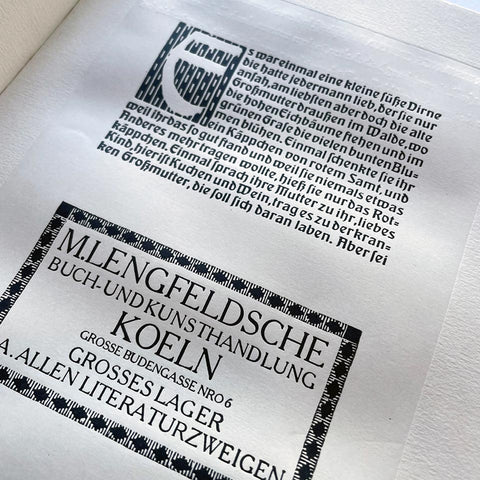 Es war einmal eine kleine ſüße Dirne
die hatte jedermann lieb, der ſie nur
anſah, am liebſten aber doch die alte
Großmutter draußen im Walde, wo
die hohen Eichbäume ſtehen und im
grünen Graſe die vielen bunten Blu-
men blühen. Einmal ſchenkte ſie ihr
ein Käppchen von rotem Samt, und
weil ihr das ſo gut ſtand und weil ſie niemals etwas
Anderes mehr tragen wollte, hieß ſie nur das Rot-
käppchen. Einmal ſprach ihre Mutter zu ihr, liebes
Kind, hier iſt Kuchen und Wein, trag es zu der kran-
ken Großmutter, die ſoll ſich daran laben. Aber ſei
M.LENGFELDSCHE
BUCH-UND KUNSTHANDLUNG
KOELN
GROSSE BUDENGASSE NRO 6
GROSSES LAGER
A. ALLEN LITERATURZWEIGEN